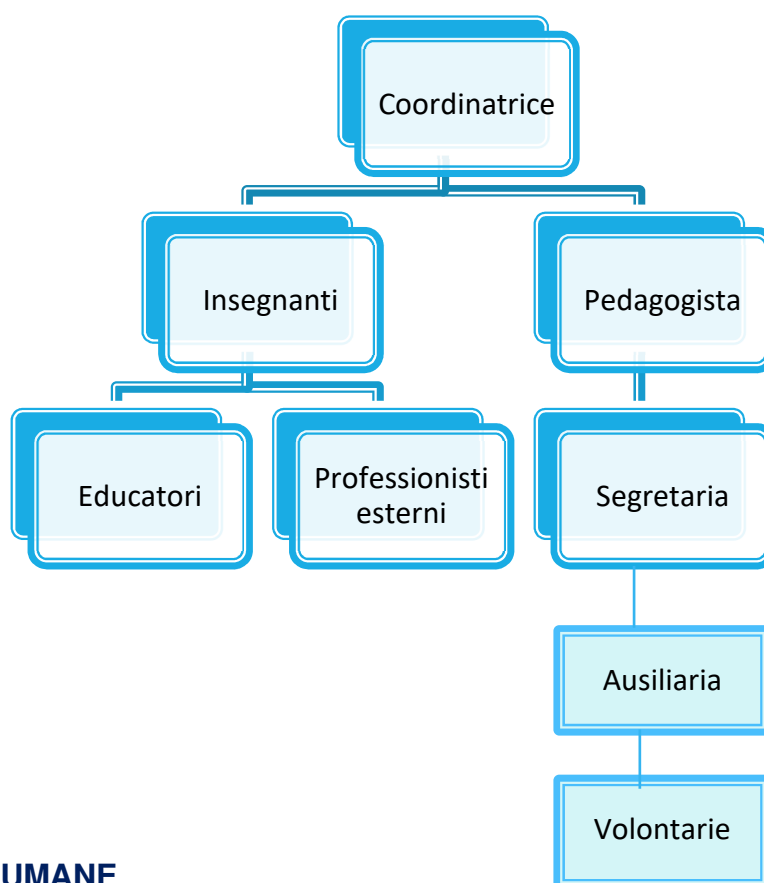 Coordinatrice
Insegnanti
Pedagogista
Educatori
Professionisti
esterni
Segretaria
Ausiliaria
Volontarie
UMANE